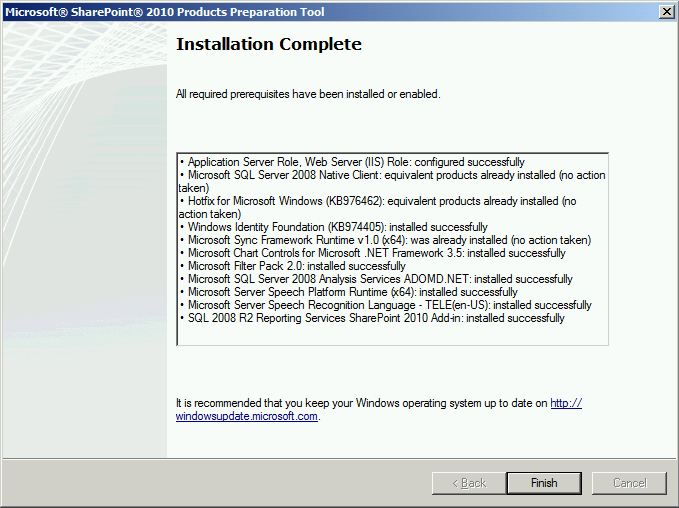 Microsoft® SharePoint® 2010 Products Preparation Tool
Installation Complete
All required prerequisites have been installed or enabled.
• Application Server Role, Web Server (IIS) Role: configured successfully
• Microsoft SQL Server 2008 Native Client: equivalent products already installed (no action
taken)
• Hotfix for Microsoft Windows (KB976462): equivalent products already installed (no
action taken)
• Windows Identity Foundation (KB974405): installed successfully
• Microsoft Sync Framework Runtime v1.0 (x64): was already installed (no action taken)
• Microsoft Chart Controls for Microsoft .NET Framework 3.5: installed successfully
• Microsoft Filter Pack 2.0: installed successfully
• Microsoft SQL Server 2008 Analysis Services ADOMD.NET: installed successfully
• Microsoft Server Speech Platform Runtime (x64): installed successfully
• Microsoft Server Speech Recognition Language - TELE(en-US): installed successfully
• SQL 2008 R2 Reporting Services SharePoint 2010 Add-in: installed successfully
It is recommended that you keep your Windows operating system up to date on http://
windowsupdate.microsoft.com.
< Back Finish Cancel